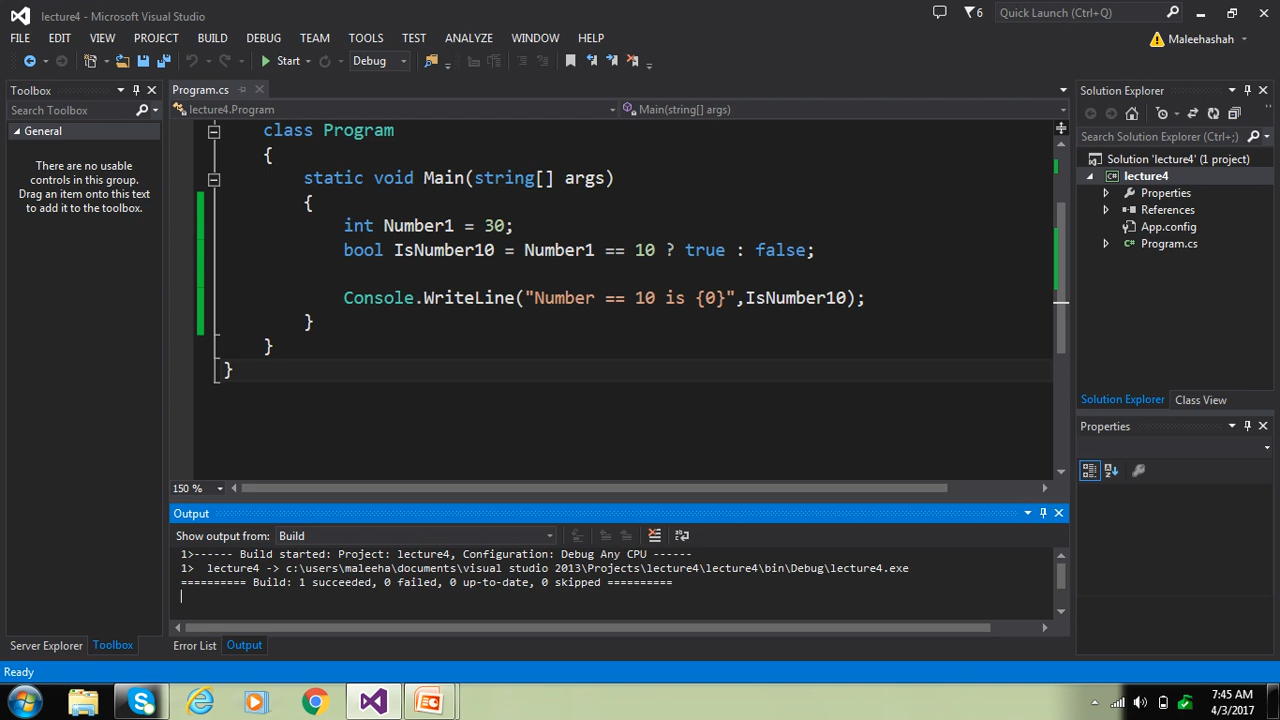 lecture4 - Microsoft Visual Studio
6
Quick Launch (Ctrl+Q)
FILE EDIT VIEW PROJECT BUILD DEBUG TEAM TOOLS TEST ANALYZE WINDOW HELP
Maleehashah
Start Debug
Toolbox
Search Toolbox
General
There are no usable
controls in this group.
Drag an item onto this text
to add it to the toolbox.
Server Explorer Toolbox
Program.cs
lecture4.Program Main(string[] args)
class Program
{
static void Main(string[] args)
{
int Number1 = 30;
bool IsNumber10 = Number1 == 10 ? true : false;
Console.WriteLine("Number == 10 is {0}",IsNumber10);
}
}
}
150 %
Output
Show output from: Build
1>------ Build started: Project: lecture4, Configuration: Debug Any CPU ------
1> lecture4 -> c:\users\maleeha\documents\visual studio 2013\Projects\lecture4\lecture4\bin\Debug\lecture4.exe
========== Build: 1 succeeded, 0 failed, 0 up-to-date, 0 skipped ==========
Error List Output
Solution Explorer
Search Solution Explorer (Ctrl+;)
Solution 'lecture4' (1 project)
C# lecture4
Properties
References
App.config
Program.cs
Solution Explorer Class View
Properties
Ready
7:45 AM
4/3/2017